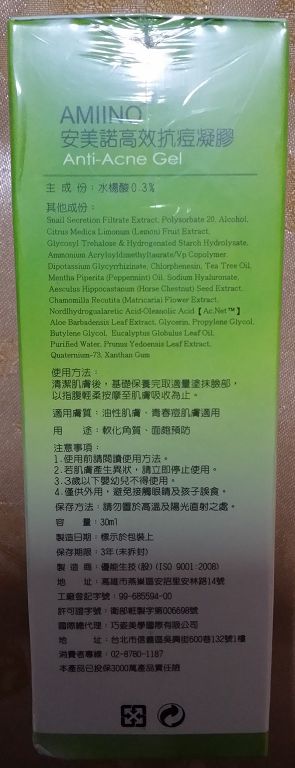 AMIINO
安美諾高效抗痘凝膠
Anti-Acne Gel
主 成 份：水楊酸 0.3%
其他成份：
Snail Secretion Filtrate Extract, Polysorbate 20, Alcohol,
Citrus Medica Limonum (Lemon) Fruit Extract,
Glycosyl Trehalose & Hydrogenated Starch Hydrolysate,
Ammonium Acryloyldimethyltaurate/Vp Copolymer
Dipotassium Glycyrrhizinate, Chlorphenesin, Tea Tree Oil,
Mentha Piperita (Peppermint) Oil, Sodium Hyaluronate,
Aesculus Hippocastanum (Horse Chestnut) Seed Extract,
Chamomilla Recutita (Matricaria) Flower Extract,
Nordihydroguaiaretic Acid-Oleanolic Acid【Ac.Net™】
Aloe Barbadensis Leaf Extract, Glycerin, Propylene Glycol,
Butylene Glycol, Eucalyptus Globulus Leaf Oil,
Purified Water, Prunus Yedoensis Leaf Extract,
Quaternium-73, Xanthan Gum
使用方法：
清潔肌膚後，基礎保養完取適量塗抹臉部，
以指腹輕柔按摩至肌膚吸收為止。
適用膚質：油性肌膚、青春痘肌膚適用
用 途：軟化角質、面皰預防
注意事項：
1.使用前請閱讀使用方法。
2.若肌膚產生異狀，請立即停止使用。
3.3歲以下嬰幼兒不得使用。
4.僅供外用，避免接觸眼睛及孩子誤食。
保存方法：請勿置於高溫及陽光直射之處。
容 量：30ml
製造日期：標示於包裝上
保存期限：3年(未拆封)
製 造 商：優能生技(股)(ISO 9001:2008)
地 址：高雄市燕巢區安招里安林路14號
工廠登記字號：99-685594-00
許可證字號：衛部粧製字第006698號
國際總代理：巧姿美學國際有限公司
地 址：台北市信義區吳興街600巷132號1樓
消費者專線：02-8780-1187
本產品已投保3000萬產品責任險